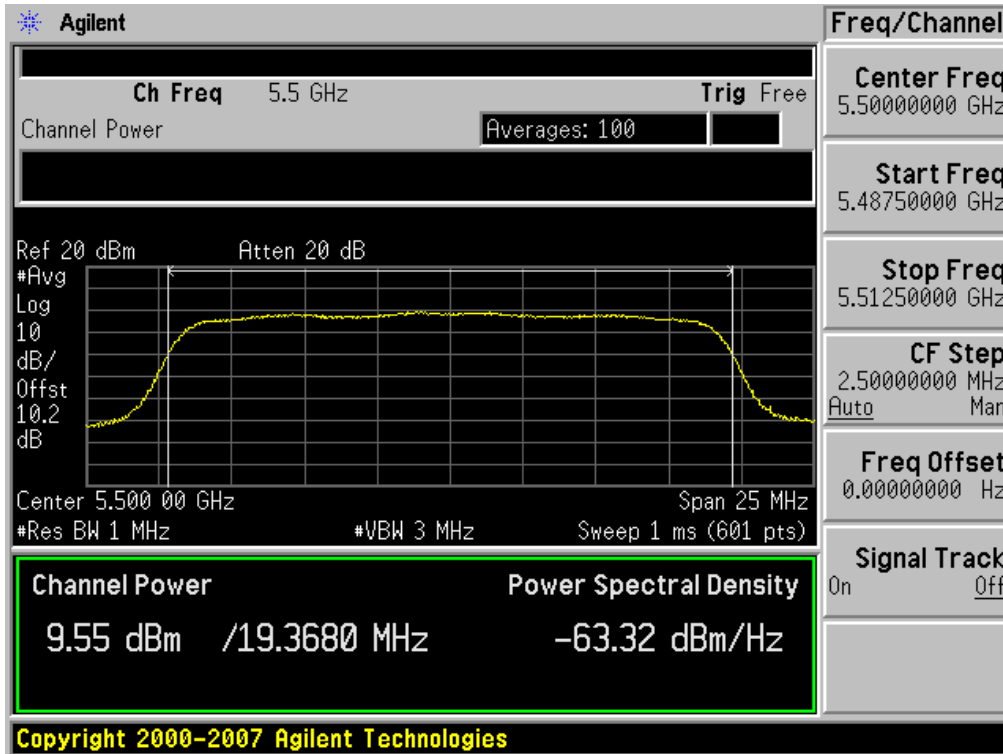 Agilent
Freq/Channel
Ch Freq 5.5 GHz Trig Free
Channel Power Averages: 100
Ref 20 dBm Atten 20 dB
#Avg
Log
10
dB/
Offst
10.2
dB
Center 5.500 00 GHz Span 25 MHz
#Res BW 1 MHz #VBW 3 MHz Sweep 1 ms (601 pts)
Channel Power Power Spectral Density
9.55 dBm /19.3680 MHz -63.32 dBm/Hz
Copyright 2000-2007 Agilent Technologies
Center Freq
5.50000000 GHz
Start Freq
5.48750000 GHz
Stop Freq
5.51250000 GHz
CF Step
2.50000000 MHz
Auto Man
Freq Offset
0.00000000 Hz
Signal Track
On Off